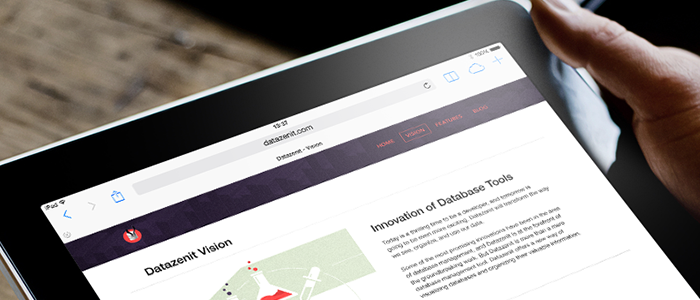 iPad
13:37
100%
datazenit.com
Datazenit - Vision
HOME VISION FEATURES BLOG
Datazenit Vision
Innovation of Database Tools
Today is a thrilling time to be a developer, and tomorrow is
going to be even more exciting. Datazenit will transform the way
we see, organize, and use our data.
Some of the most promising innovations have been in the area
of database management, and Datazenit is at the forefront of
the groundbreaking work. But Datazenit is more than a mere
database management tool. Datazenit offers a new way of
visualizing databases and organizing their valuable information.